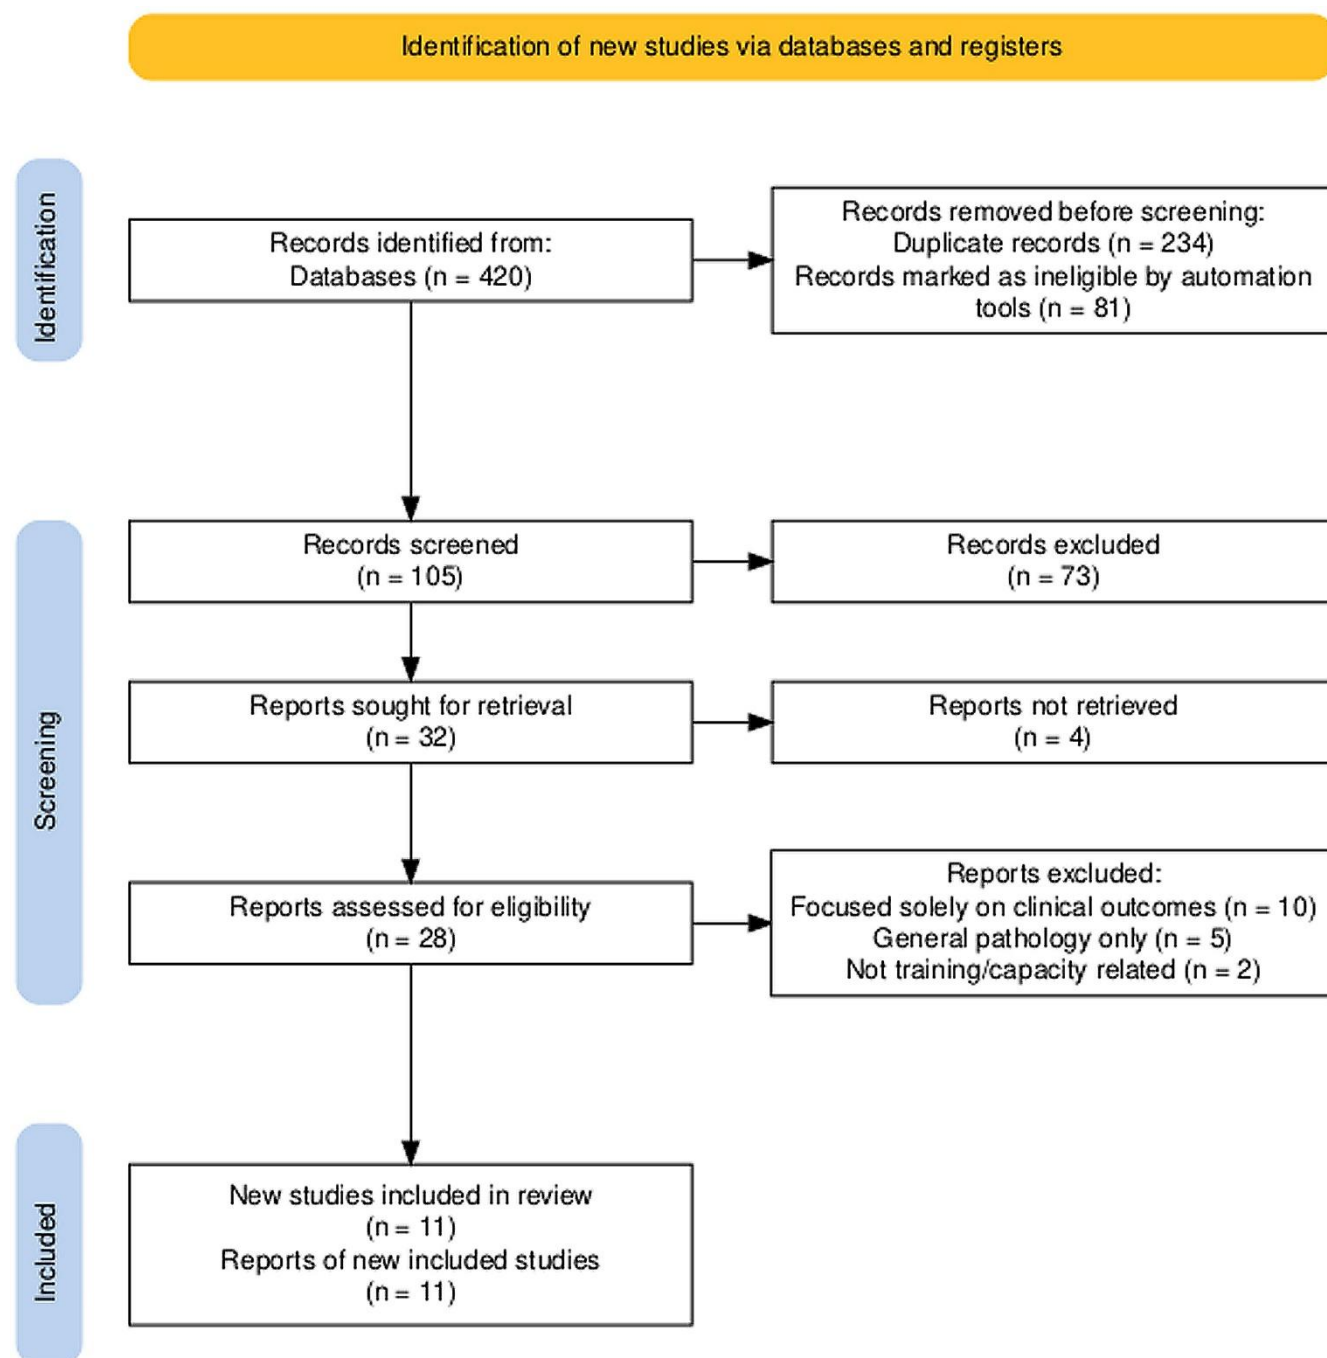 Identification of new studies via databases and registers
Identification
Records identified from:
Databases (n = 420)
Records removed before screening:
Duplicate records (n = 234)
Records marked as ineligible by automation
tools (n = 81)
Screening
Records screened
(n = 105)
Records excluded
(n = 73)
Reports sought for retrieval
(n = 32)
Reports not retrieved
(n = 4)
Reports assessed for eligibility
(n = 28)
Reports excluded:
Focused solely on clinical outcomes (n = 10)
General pathology only (n = 5)
Not training/capacity related (n = 2)
Included
New studies included in review
(n = 11)
Reports of new included studies
(n = 11)